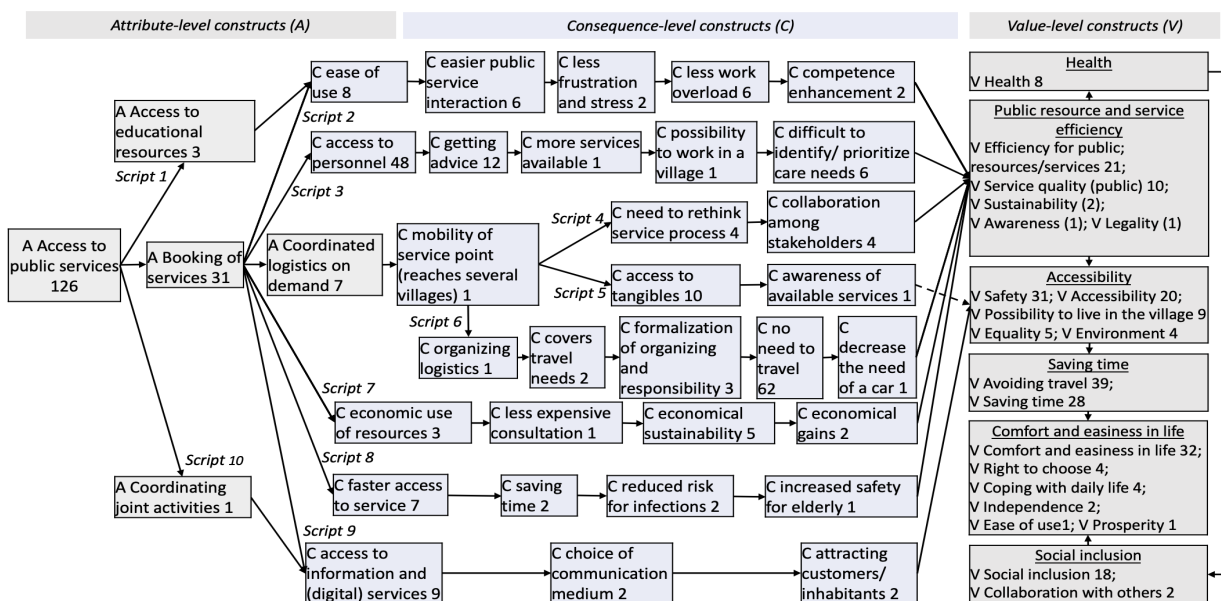 Attribute-level constructs (A)
Consequence-level constructs (C)
Value-level constructs (V)
A Access to
public services
126
Script 1
A Access to
educational
resources 3
A Booking of
services 31
Script 10
A Coordinating
joint activities 1
Script 2
C ease of
use 8
C easier public
service
interaction 6
C less
frustration
and stress 2
C less work
overload 6
C competence
enhancement 2
Script 3
C access to
personnel 48
C getting
advice 12
C more services
available 1
C possibility
to work in a
village 1
C difficult to
identify/ prioritize
care needs 6
A Coordinated
logistics on
demand 7
C mobility of
service point
(reaches several
villages) 1
Script 4
C need to rethink
service process 4
C collaboration
among
stakeholders 4
Script 5
C access to
tangibles 10
C awareness of
available services 1
Script 6
C organizing
logistics 1
C covers
travel
needs 2
C formalization
of organizing
and
responsibility 3
C no
need to
travel
62
C
decrease
the need
of a car 1
Script 7
C economic use
of resources 3
C less expensive
consultation 1
C economical
sustainability 5
C economical
gains 2
Script 8
C faster access
to service 7
C saving
time 2
C reduced risk
for infections 2
C increased safety
for elderly 1
Script 9
C access to
information and
(digital) services 9
C choice of
communication
medium 2
C attracting
customers/
inhabitants 2
Health
V Health 8
Public resource and service
efficiency
V Efficiency for public;
resources/services 21;
V Service quality (public) 10;
V Sustainability (2);
V Awareness (1); V Legality (1)
Accessibility
V Safety 31; V Accessibility 20;
V Possibility to live in the village 9
V Equality 5; V Environment 4
Saving time
V Avoiding travel 39;
V Saving time 28
Comfort and easiness in life
V Comfort and easiness in life 32;
V Right to choose 4;
V Coping with daily life 4;
V Independence 2;
V Ease of use1; V Prosperity 1
Social inclusion
V Social inclusion 18;
V Collaboration with others 2